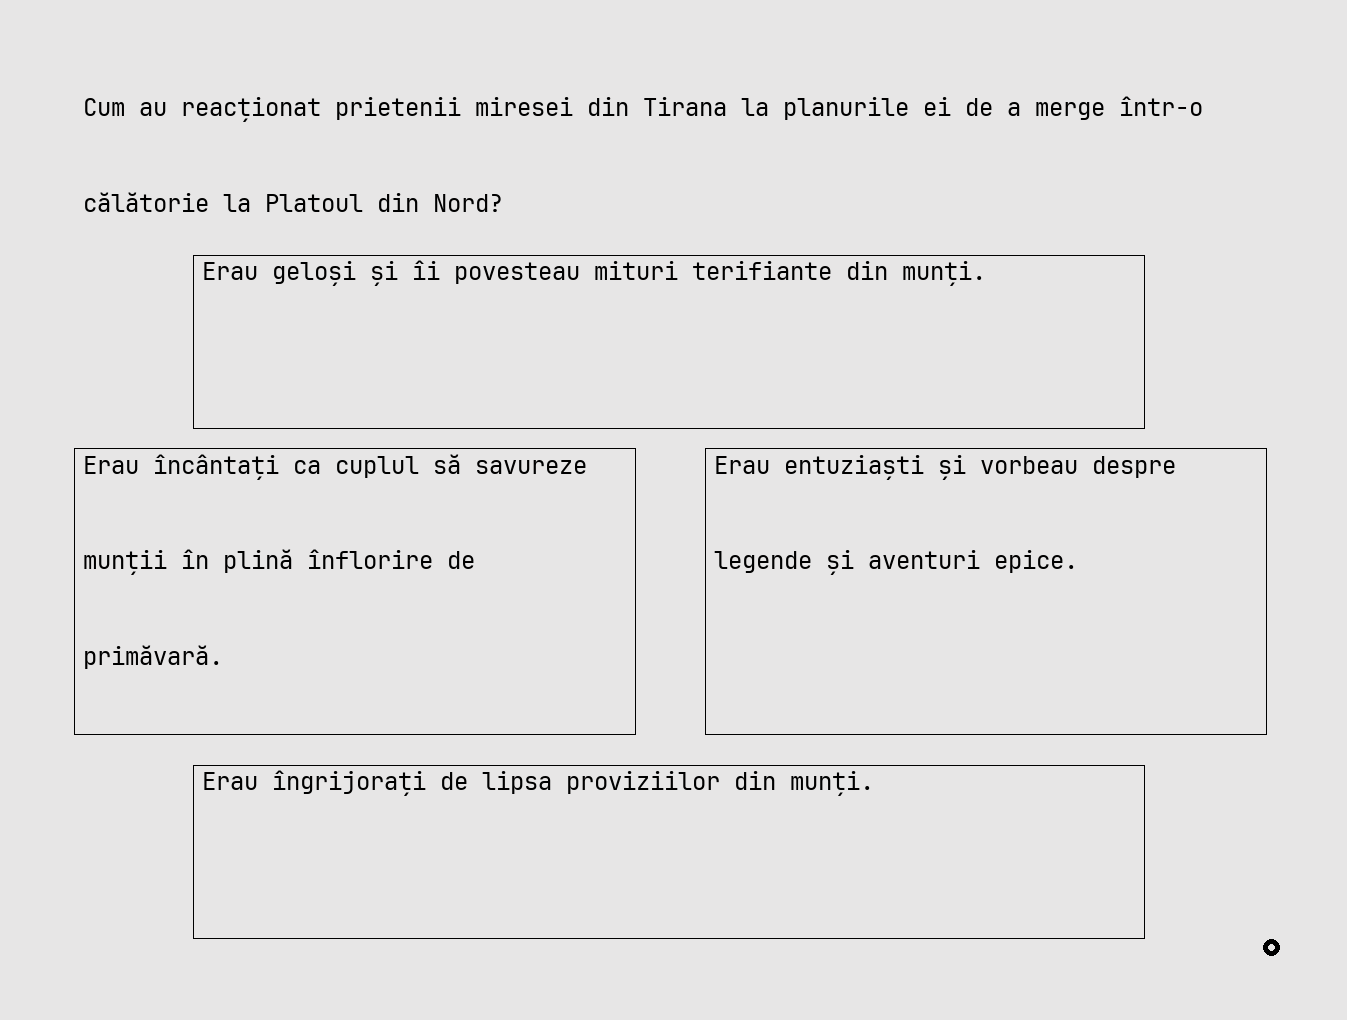 Cum au reacționat prietenii miresei din Tirana la planurile ei de a merge într-o
călătorie la Platoul din Nord?
Erau geloși și îi povesteau mituri terifiante din munți.
Erau încântați ca cuplul să savureze
munții în plină înflorire de
primăvară.
Erau entuziaști și vorbeau despre
legende și aventuri epice.
Erau îngrijorați de lipsa proviziilor din munți.